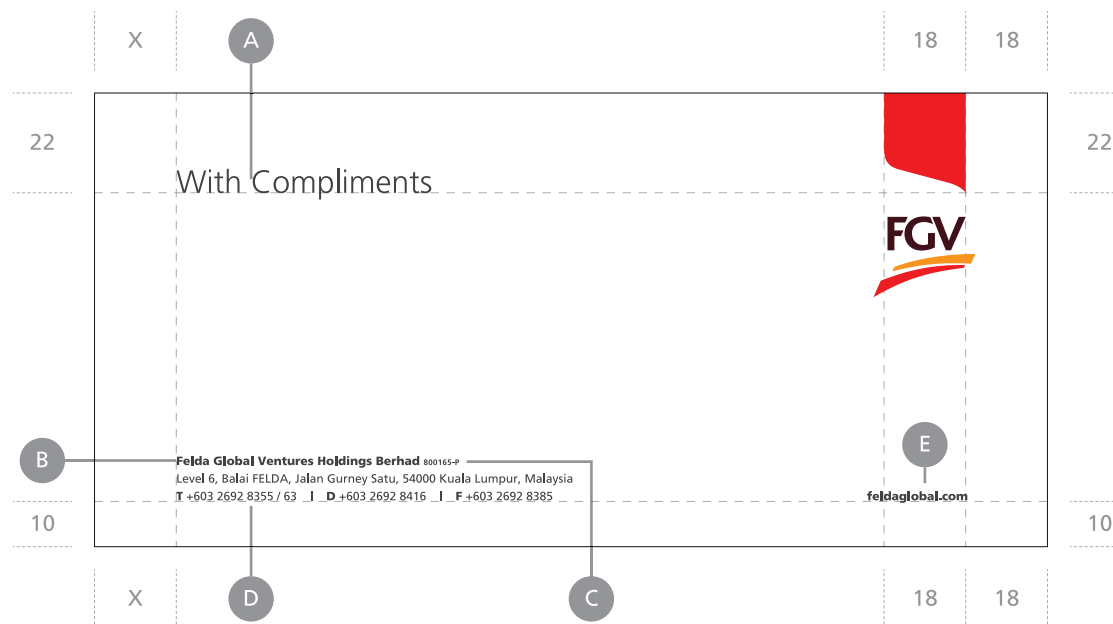 X
A
18
18
22
22
With Compliments
FGV
B
E
Felda Global Ventures Holdings Berhad 800165-P
Level 6, Balai FELDA, Jalan Gurney Satu, 54000 Kuala Lumpur, Malaysia
T +603 2692 8355 / 63 | D +603 2692 8416 | F +603 2692 8385
feldaglobal.com
10
10
X
D
C
18
18